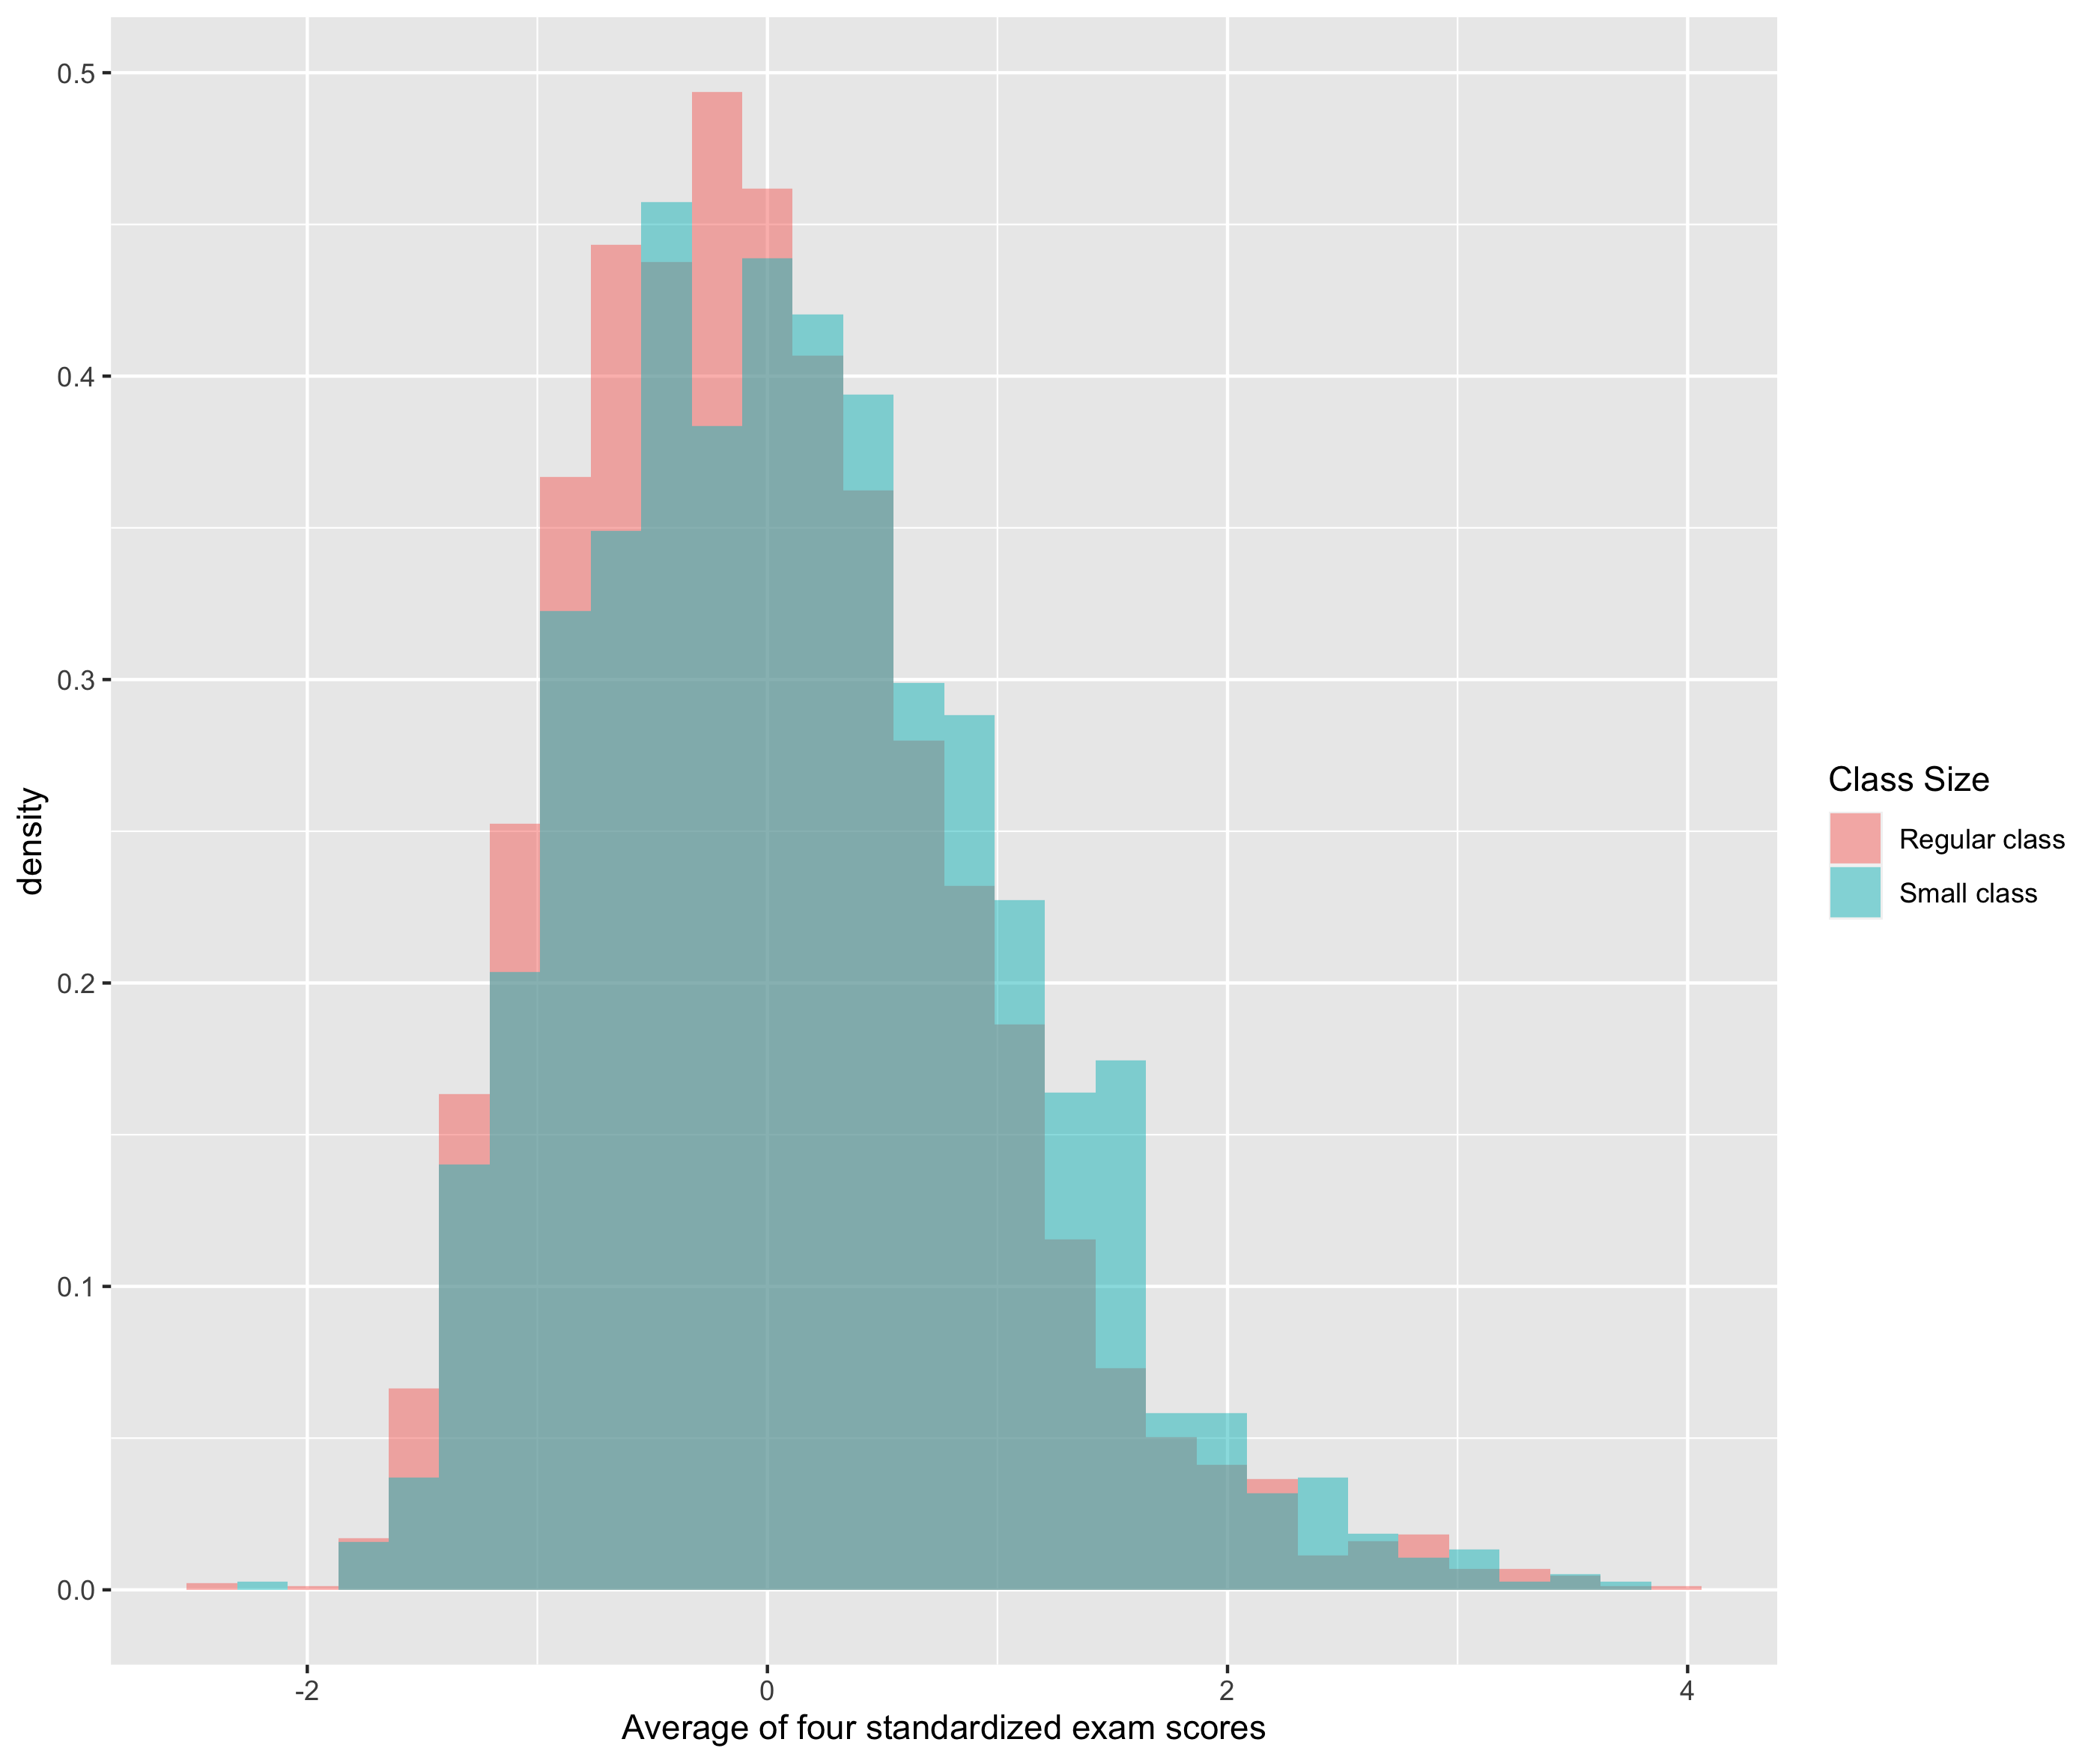 0.5
0.4
0.3
0.2
0.1
0.0
density
-2 0 2 4
Average of four standardized exam scores
Class Size
Regular class
Small class